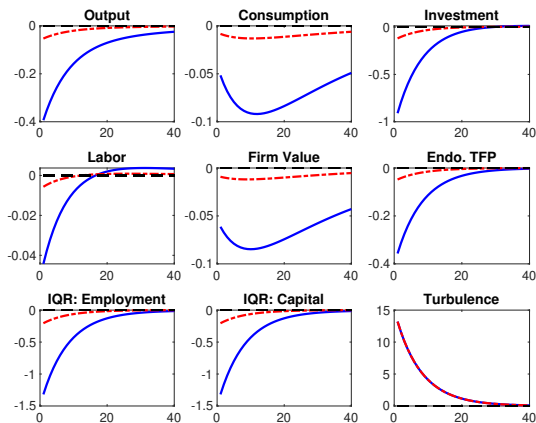 Output Consumption Investment
0 0 0
-0.2 -0.05 -0.5
-0.4 -0.1 -1
0 20 40 0 20 40 0 20 40
Labor Firm Value Endo. TFP
0 0 0
-0.02 -0.05 -0.2
-0.04 -0.1 -0.4
0 20 40 0 20 40 0 20 40
IQR: Employment IQR: Capital Turbulence
0 0 15
-0.5 -0.5 10
-1 -1 5
-1.5 -1.5 0
0 20 40 0 20 40 0 20 40